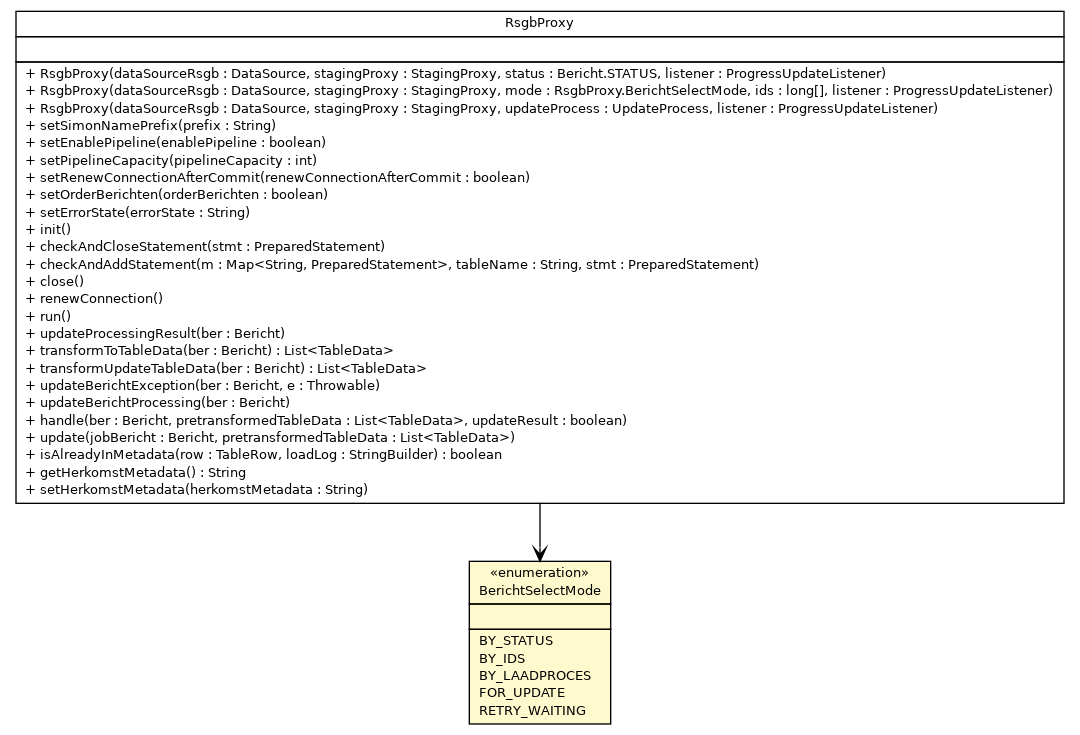 RsgbProxy
+ RsgbProxy(dataSourceRsgb : DataSource, stagingProxy : StagingProxy, status : Bericht.STATUS, listener : ProgressUpdateListener)
+ RsgbProxy(dataSourceRsgb : DataSource, stagingProxy : StagingProxy, mode : RsgbProxy.BerichtSelectMode, ids : long[], listener : ProgressUpdateListener)
+ RsgbProxy(dataSourceRsgb : DataSource, stagingProxy : StagingProxy, updateProcess : UpdateProcess, listener : ProgressUpdateListener)
+ setSimonNamePrefix(prefix : String)
+ setEnablePipeline(enablePipeline : boolean)
+ setPipelineCapacity(pipelineCapacity : int)
+ setRenewConnectionAfterCommit(renewConnectionAfterCommit : boolean)
+ setOrderBerichten(orderBerichten : boolean)
+ setErrorState(errorState : String)
+ init()
+ checkAndCloseStatement(stmt : PreparedStatement)
+ checkAndAddStatement(m : Map<String, PreparedStatement>, tableName : String, stmt : PreparedStatement)
+ close()
+ renewConnection()
+ run()
+ updateProcessingResult(ber : Bericht)
+ transformToTableData(ber : Bericht) : List<TableData>
+ transformUpdateTableData(ber : Bericht) : List<TableData>
+ updateBerichtException(ber : Bericht, e : Throwable)
+ updateBerichtProcessing(ber : Bericht)
+ handle(ber : Bericht, pretransformedTableData : List<TableData>, updateResult : boolean)
+ update(jobBericht : Bericht, pretransformedTableData : List<TableData>)
+ isAlreadyInMetadata(row : TableRow, loadLog : StringBuilder) : boolean
+ getHerkomstMetadata() : String
+ setHerkomstMetadata(herkomstMetadata : String)
«enumeration»
BerichtSelectMode
BY_STATUS
BY_IDS
BY_LAADPROCES
FOR_UPDATE
RETRY_WAITING